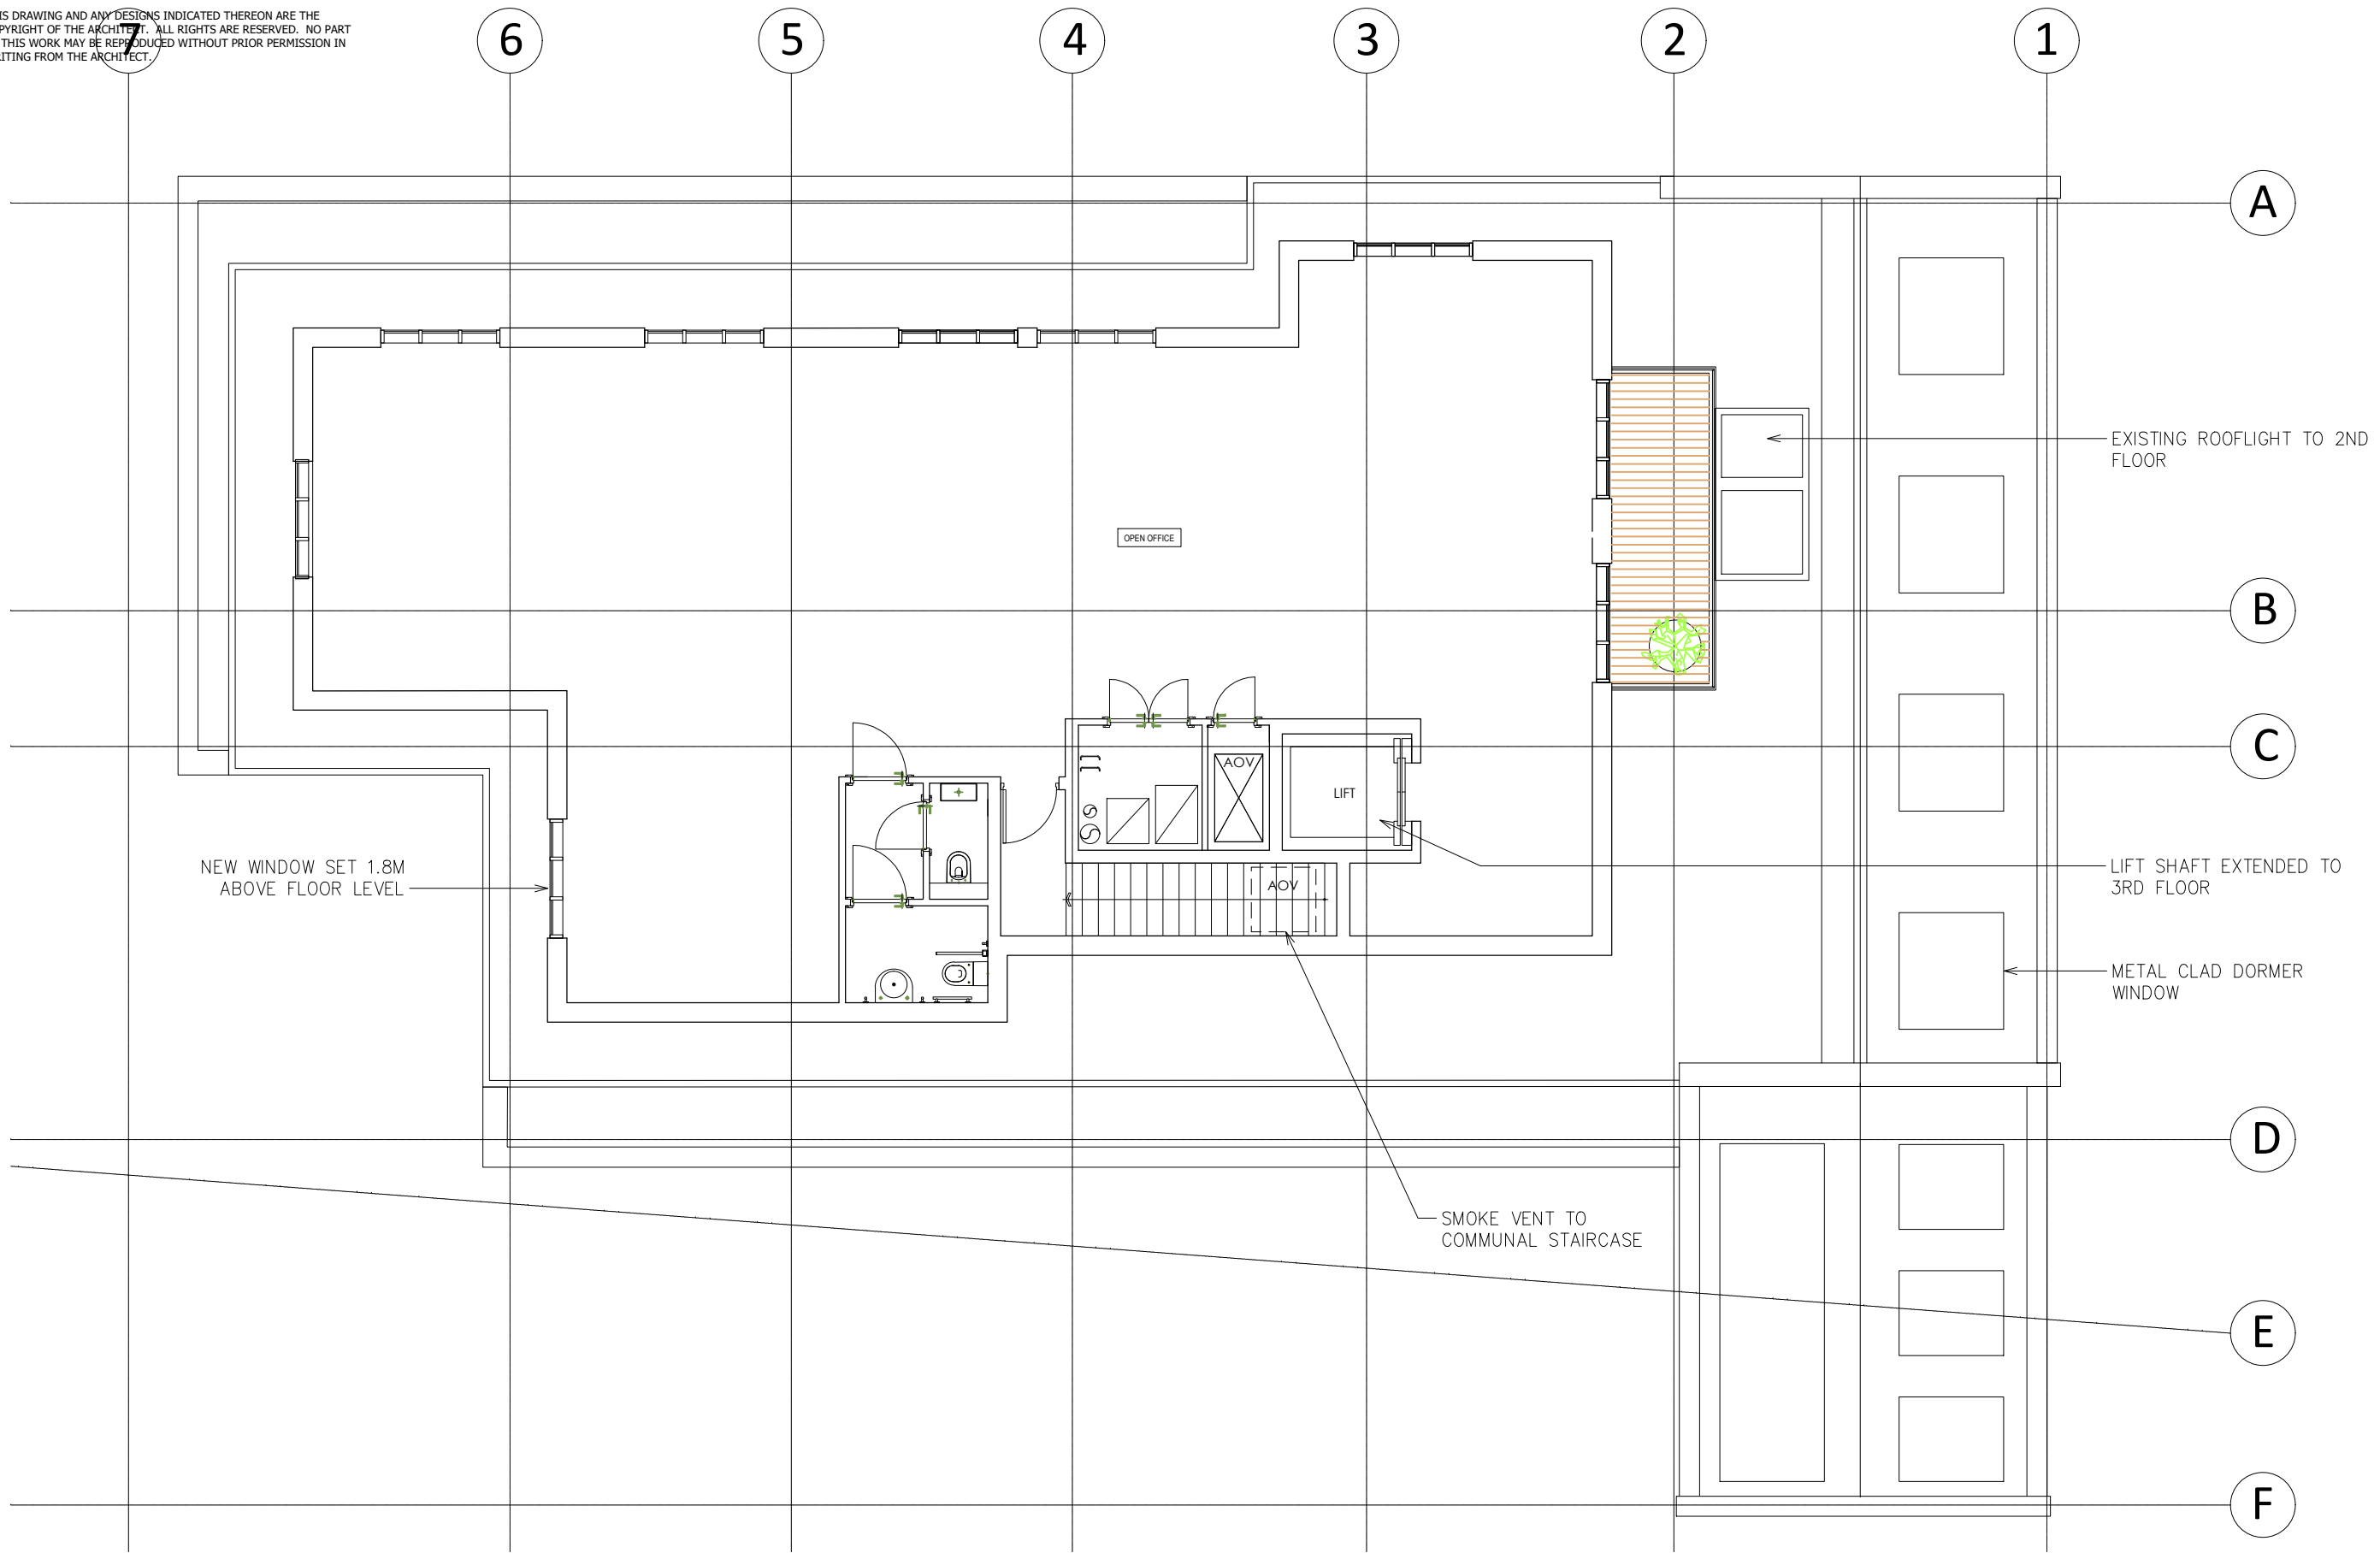 IS DRAWING AND ANY DESIGNS INDICATED THEREON ARE THE
PYRIGHT OF THE ARCHITECT. ALL RIGHTS ARE RESERVED. NO PART
THIS WORK MAY BE REPRODUCED WITHOUT PRIOR PERMISSION IN
RITING FROM THE ARCHITECT.
7
6
5
4
3
2
1
A
EXISTING ROOFLIGHT TO 2ND
FLOOR
OPEN OFFICE
B
C
AOV
LIFT
NEW WINDOW SET 1.8M
ABOVE FLOOR LEVEL
AOV
LIFT SHAFT EXTENDED TO
3RD FLOOR
METAL CLAD DORMER
WINDOW
D
SMOKE VENT TO
COMMUNAL STAIRCASE
E
F